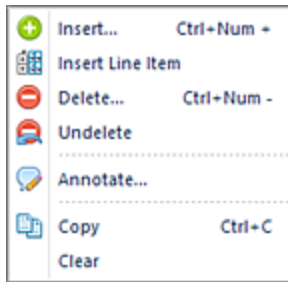 Insert... Ctrl+Num +
Insert Line Item
Delete... Ctrl+Num -
Undelete
Annotate...
Copy Ctrl+C
Clear